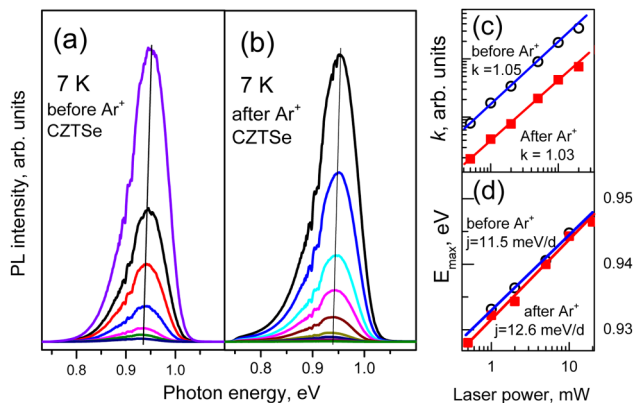 (a)
7 K
before Ar⁺
CZTSe
(b)
7 K
after Ar⁺
CZTSe
PL intensity, arb. units
0.8 0.9 1.0
0.8 0.9 1.0
Photon energy, eV
(c)
before Ar⁺
k =1.05
After Ar⁺
k = 1.03
k, arb. units
(d)
before Ar⁺
j=11.5 meV/d
after Ar⁺
j=12.6 meV/d
Eₘₐₓ, eV
0.95
0.94
0.93
1 10
Laser power, mW